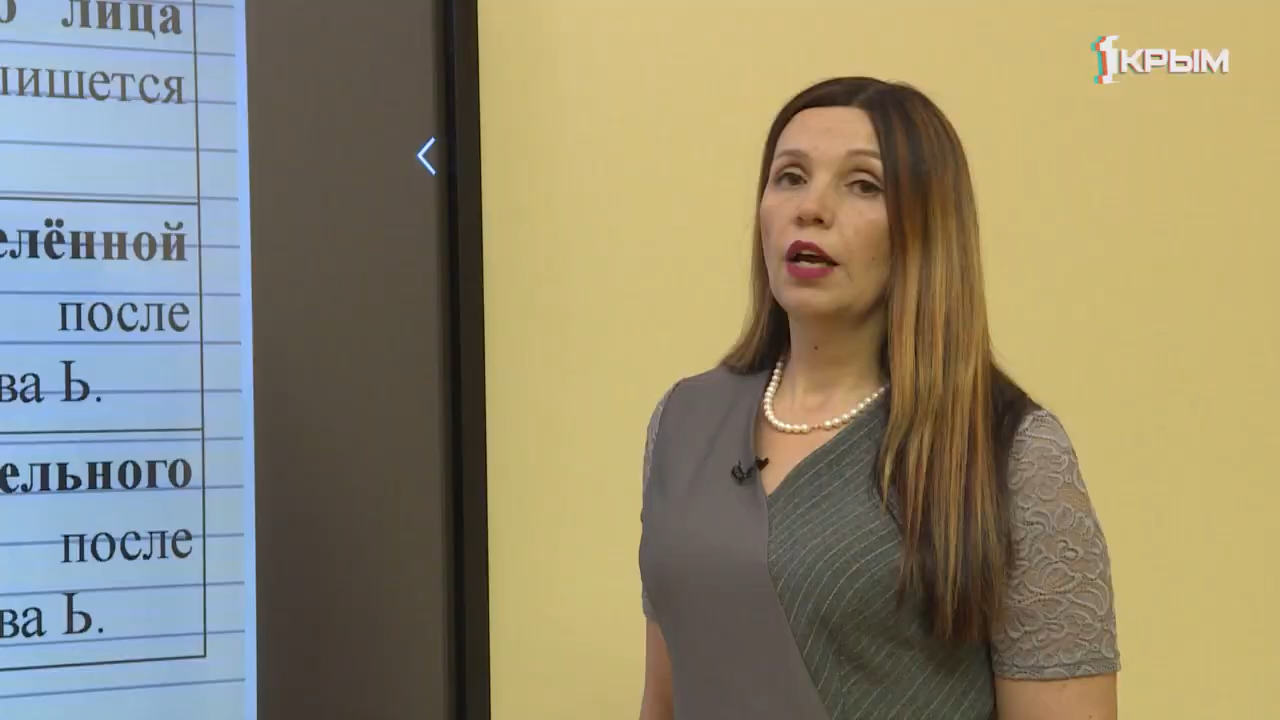 лица
пишется
елённой
после
ва Ь.
ельного
после
ва Ь.
1КРЫМ